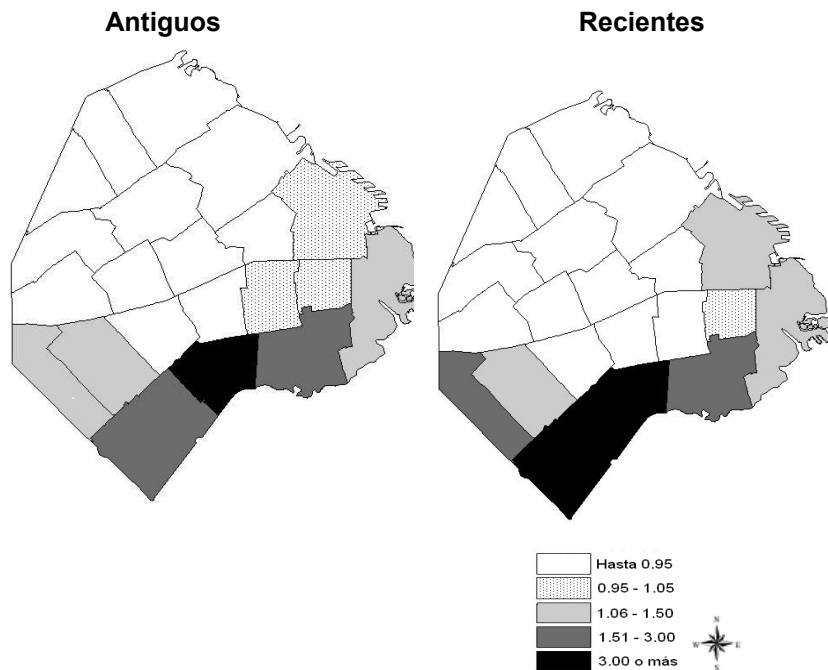 Antiguos
Recientes
Hasta 0.95
0.95 - 1.05
1.06 - 1.50
1.51 - 3.00
3.00 o más
N
W E
S